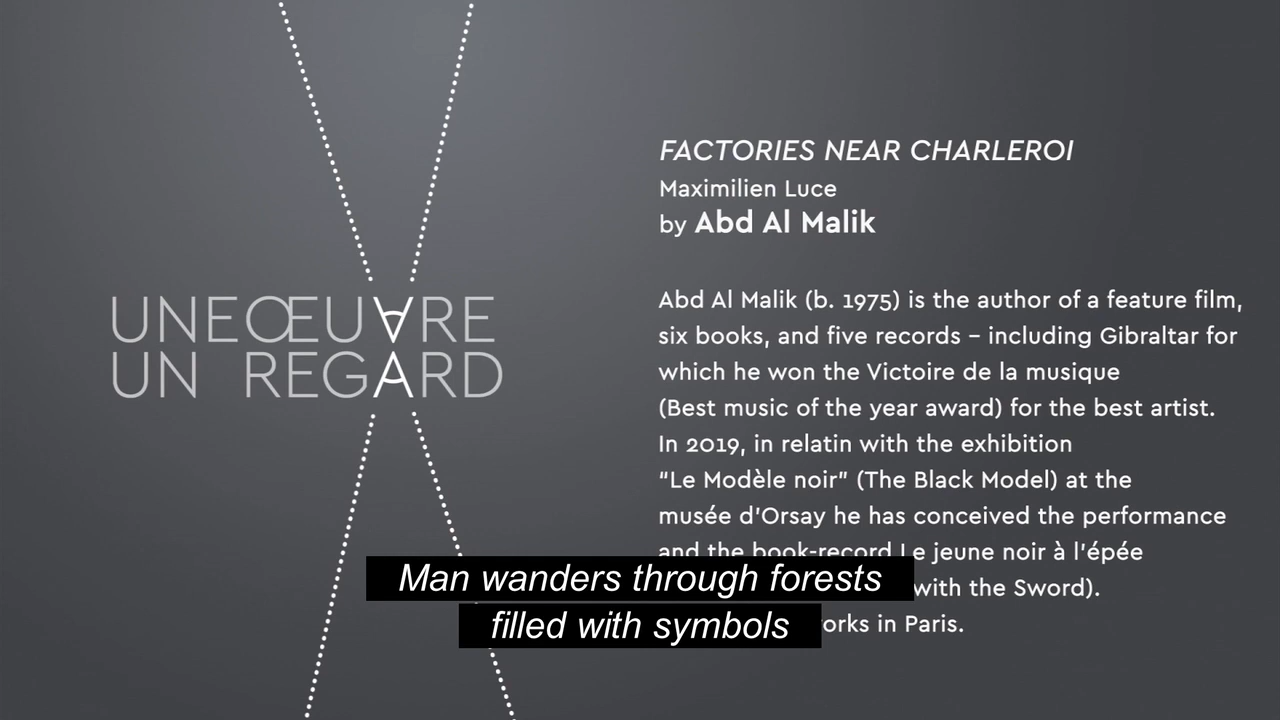 UNE ŒUVRE
UN REGARD
FACTORIES NEAR CHARLEROI
Maximilien Luce
by Abd Al Malik
Abd Al Malik (b. 1975) is the author of a feature film,
six books, and five records – including Gibraltar for
which he won the Victoire de la musique
(Best music of the year award) for the best artist.
In 2019, in relatin with the exhibition
“Le Modèle noir” (The Black Model) at the
musée d’Orsay he has conceived the performance
and the book-record Le jeune noir à l’épée
with the Sword).
in Paris.
Man wanders through forests
filled with symbols